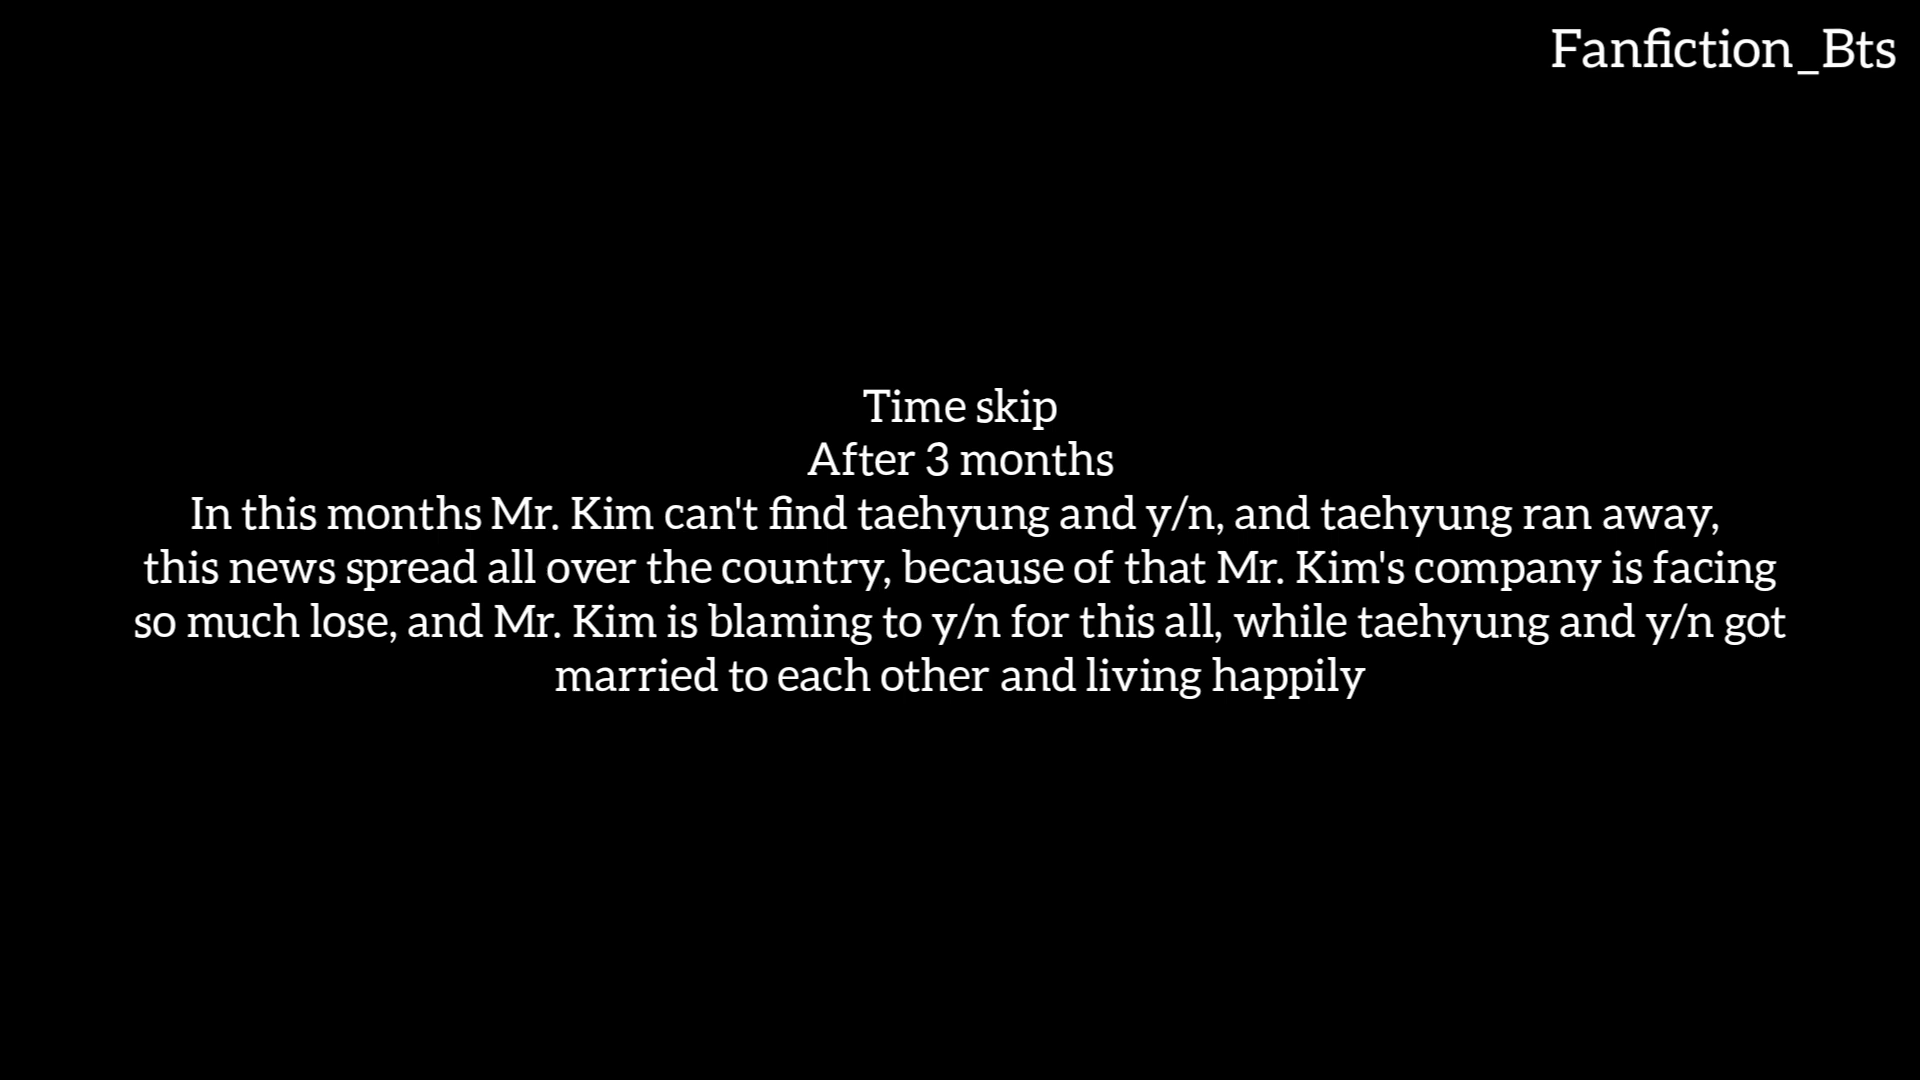 Fanfiction_Bts
Time skip
After 3 months
In this months Mr. Kim can't find taehyung and y/n, and taehyung ran away,
this news spread all over the country, because of that Mr. Kim's company is facing
so much lose, and Mr. Kim is blaming to y/n for this all, while taehyung and y/n got
married to each other and living happily